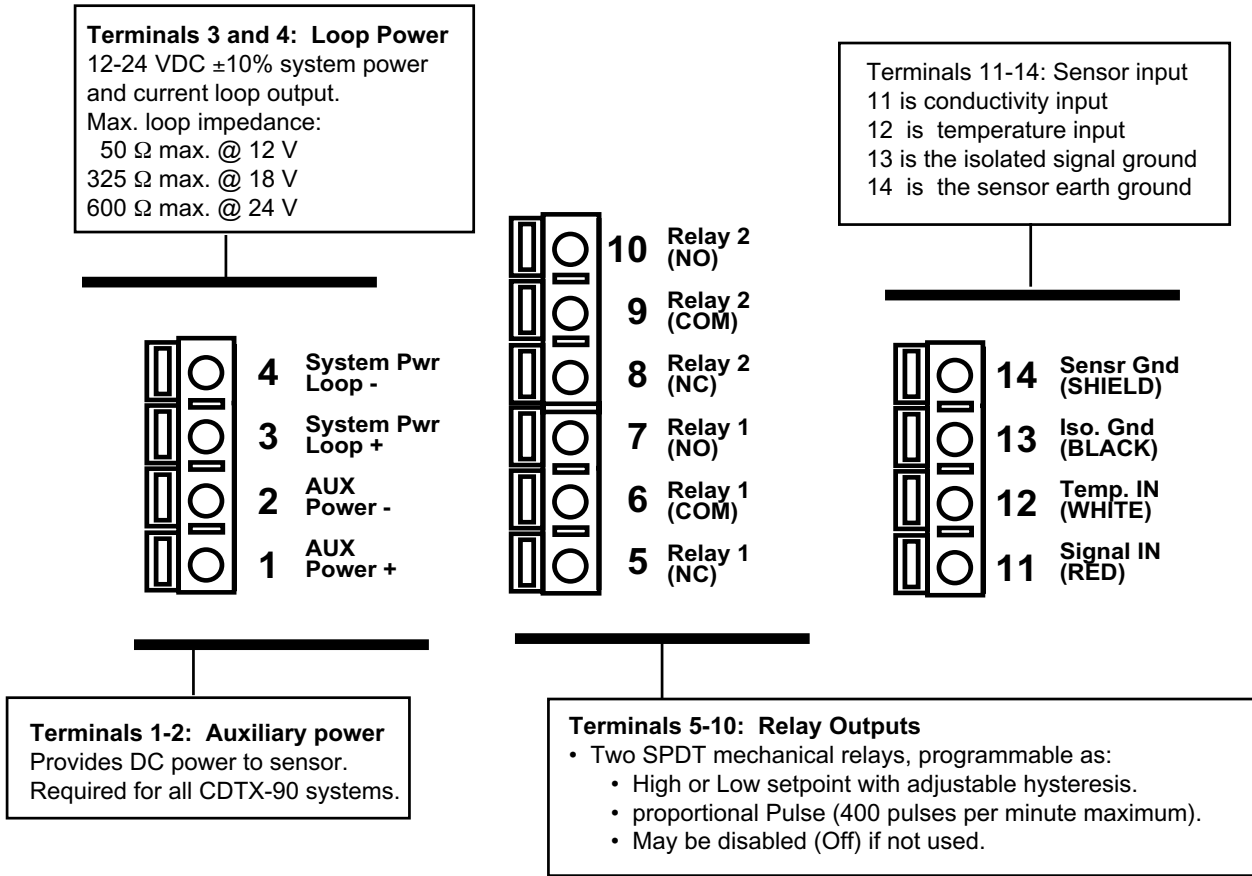 Terminals 3 and 4:  Loop Power
12-24 VDC ±10% system power
and current loop output.
Max. loop impedance:
50 Ω max. @ 12 V
325 Ω max. @ 18 V
600 Ω max. @ 24 V
Terminals 11-14: Sensor input
11 is conductivity input
12  is  temperature input
13 is the isolated signal ground
14  is  the sensor earth ground
4 System Pwr
Loop -
3 System Pwr
Loop +
2 AUX
Power -
1 AUX
Power +
10 Relay 2
(NO)
9 Relay 2
(COM)
8 Relay 2
(NC)
7 Relay 1
(NO)
6 Relay 1
(COM)
5 Relay 1
(NC)
14 Sensr Gnd
(SHIELD)
13 Iso. Gnd
(BLACK)
12 Temp. IN
(WHITE)
11 Signal IN
(RED)
Terminals 1-2:  Auxiliary power
Provides DC power to sensor.
Required for all CDTX-90 systems.
Terminals 5-10:  Relay Outputs
• Two SPDT mechanical relays, programmable as:
• High or Low setpoint with adjustable hysteresis.
• proportional Pulse (400 pulses per minute maximum).
• May be disabled (Off) if not used.